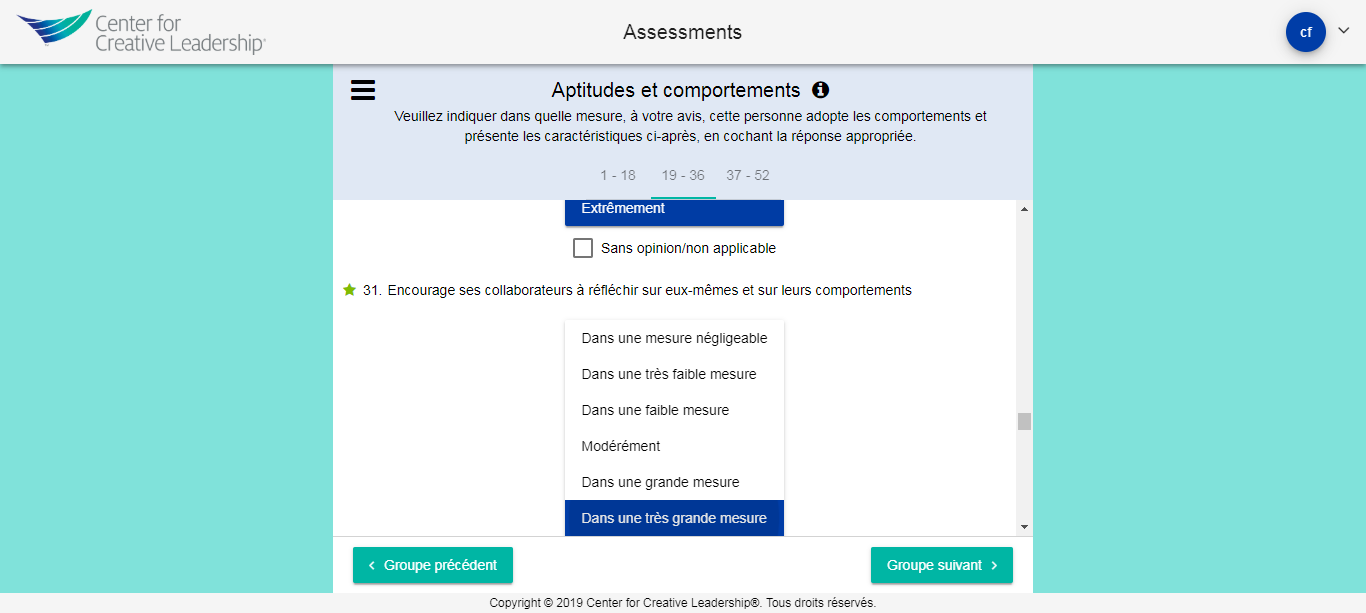 Center for
Creative Leadership®
Assessments
cf
Aptitudes et comportements
Veuillez indiquer dans quelle mesure, à votre avis, cette personne adopte les comportements et
présente les caractéristiques ci-après, en cochant la réponse appropriée.
1 - 18 19 - 36 37 - 52
Extrêmement
Sans opinion/non applicable
31. Encourage ses collaborateurs à réfléchir sur eux-mêmes et sur leurs comportements
Dans une mesure négligeable
Dans une très faible mesure
Dans une faible mesure
Modérément
Dans une grande mesure
Dans une très grande mesure
Groupe précédent Groupe suivant
Copyright © 2019 Center for Creative Leadership®. Tous droits réservés.